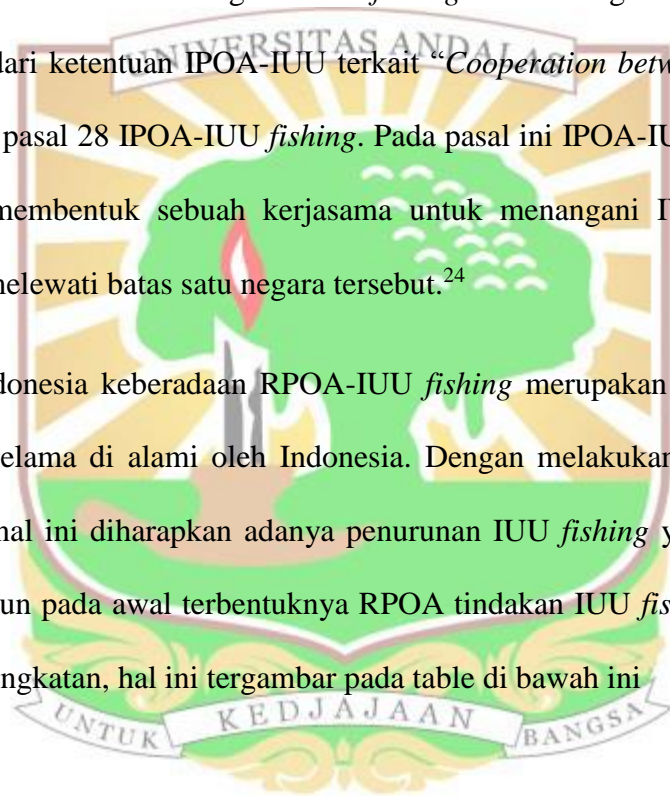 UNIVERSITAS ANDALAS
dari ketentuan IPOA-IUU terkait “Cooperation betw
pasal 28 IPOA-IUU fishing. Pada pasal ini IPOA-IU
membentuk sebuah kerjasama untuk menangani I
melewati batas satu negara tersebut.24
donesia keberadaan RPOA-IUU fishing merupakan
selama di alami oleh Indonesia. Dengan melakukan
hal ini diharapkan adanya penurunan IUU fishing y
un pada awal terbentuknya RPOA tindakan IUU fis
ngkatan, hal ini tergambar pada table di bawah ini
UNTUK KEDJAJAAN BANGSA